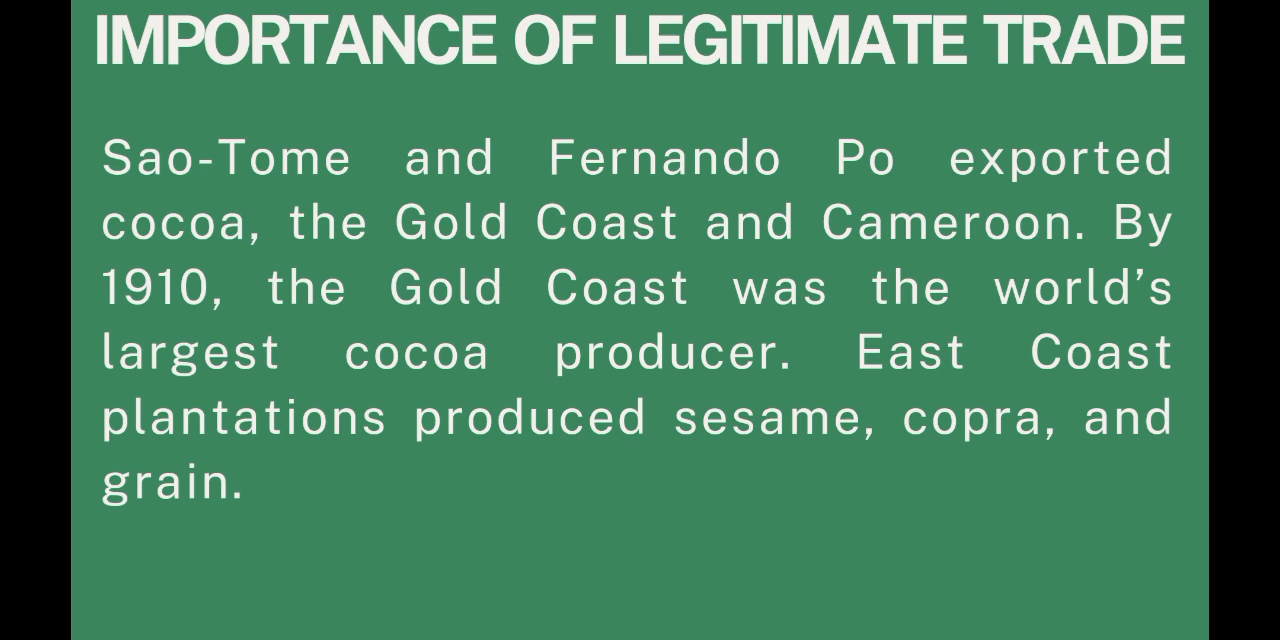 IMPORTANCE OF LEGITIMATE TRADE
Sao-Tome and Fernando Po exported
cocoa, the Gold Coast and Cameroon. By
1910, the Gold Coast was the world’s
largest cocoa producer. East Coast
plantations produced sesame, copra, and
grain.